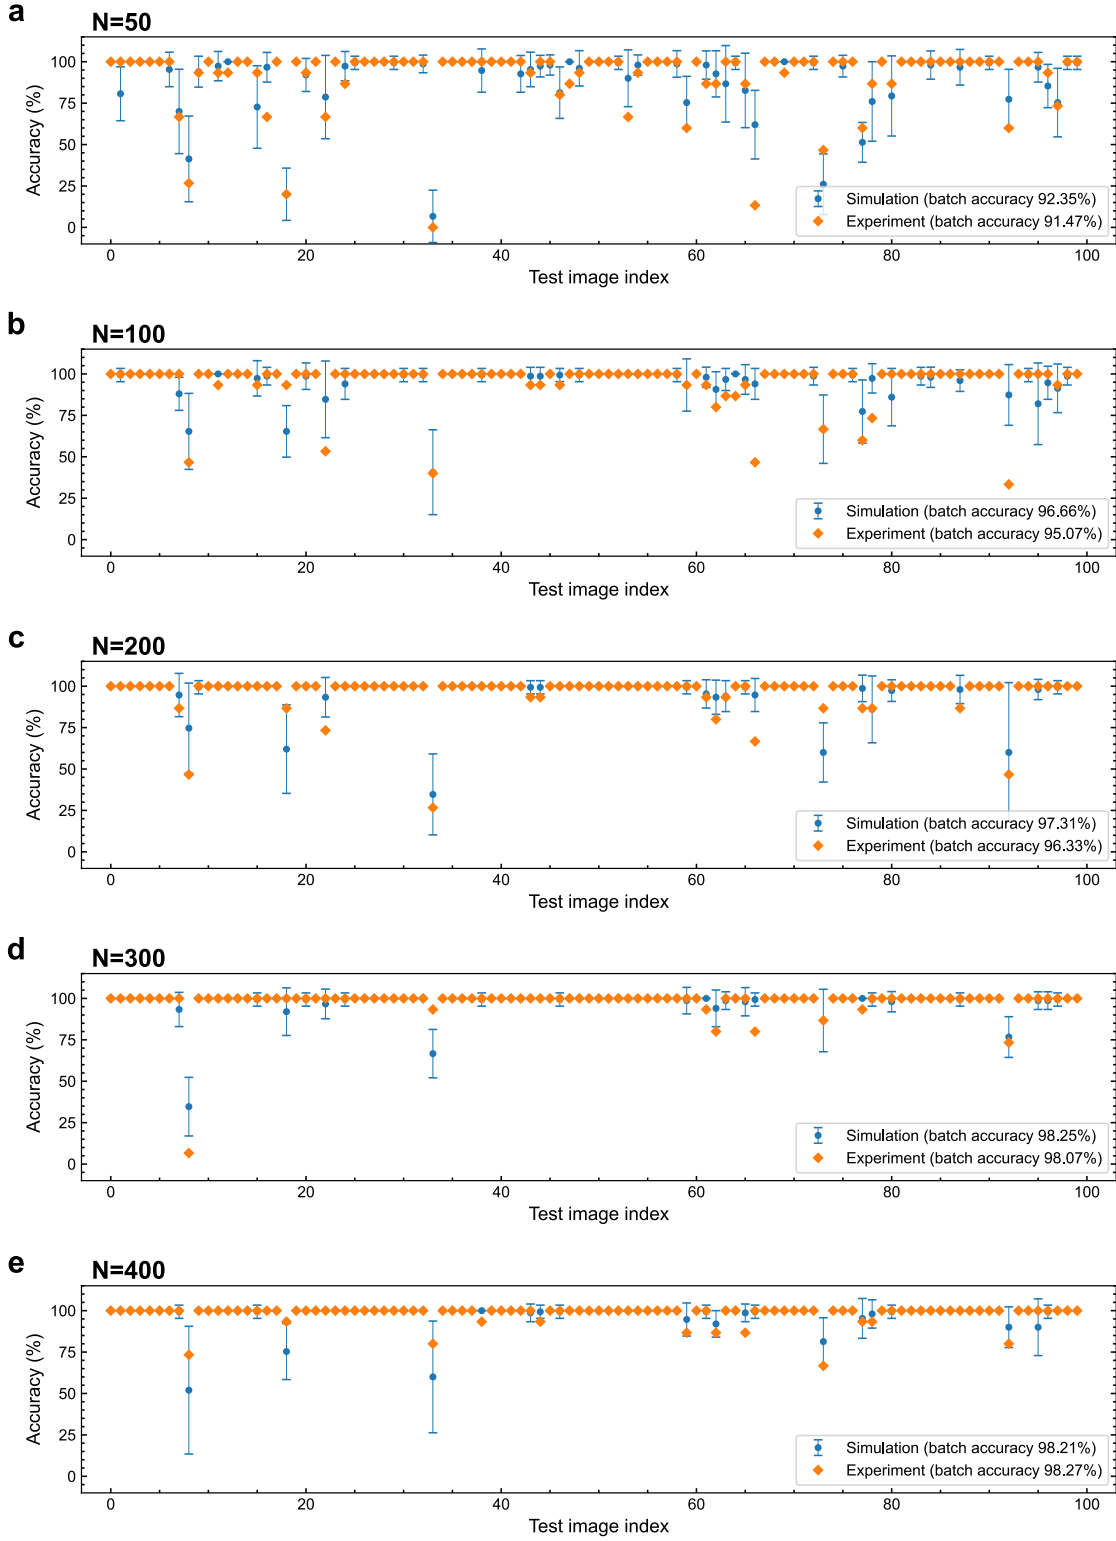 a
N=50
100
75
50
25
0
Accuracy (%)
Simulation (batch accuracy 92.35%)
Experiment (batch accuracy 91.47%)
0 20 40 60 80 100
Test image index
b
N=100
100
75
50
25
0
Accuracy (%)
Simulation (batch accuracy 96.66%)
Experiment (batch accuracy 95.07%)
0 20 40 60 80 100
Test image index
c
N=200
100
75
50
25
0
Accuracy (%)
Simulation (batch accuracy 97.31%)
Experiment (batch accuracy 96.33%)
0 20 40 60 80 100
Test image index
d
N=300
100
75
50
25
0
Accuracy (%)
Simulation (batch accuracy 98.25%)
Experiment (batch accuracy 98.07%)
0 20 40 60 80 100
Test image index
e
N=400
100
75
50
25
0
Accuracy (%)
Simulation (batch accuracy 98.21%)
Experiment (batch accuracy 98.27%)
0 20 40 60 80 100
Test image index